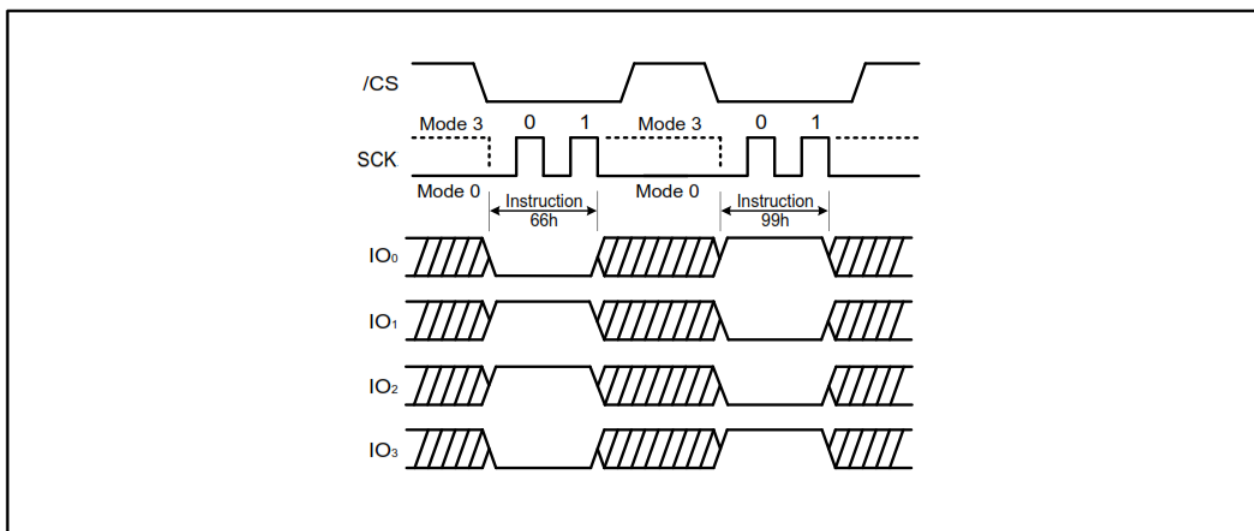 /CS
Mode 3 0 1 Mode 3 0 1
SCK
Mode 0 Mode 0
Instruction Instruction
66h 99h
IO₀
IO₁
IO₂
IO₃